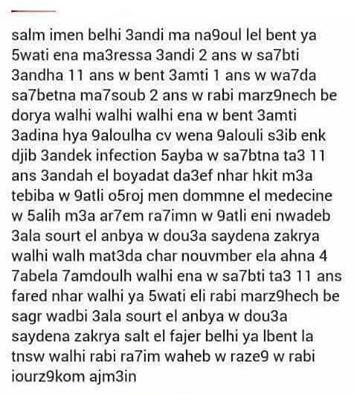 salm imen belhi 3andi ma na9oul lel bent ya
5wati ena ma3ressa 3andi 2 ans w sa7bti
3andha 11 ans w bent 3amti 1 ans w wa7da
sa7betna ma7soub 2 ans w rabi marz9nech be
dorya walhi walhi walhi ena w bent 3amti
3adina hya 9aloulha cv wena 9alouli s3ib enk
djib 3andek infection 5ayba w sa7btna ta3 11
ans 3andah el boyadat da3ef nhar hkit m3a
tebiba w 9atli o5roj men dommne el medecine
w 5alih m3a ar7em ra7imn w 9atli eni nwadeb
3ala sourt el anbya w dou3a saydena zakrya
walhi walh mat3da char nouvmber ela ahna 4
7abela 7amdoulh walhi ena w sa7bti ta3 11 ans
fared nhar walhi ya 5wati eli rabi marz9hech be
sagr wadbi 3ala sourt el anbya w dou3a
saydena zakrya salt el fajer belhi ya lbent la
tnsw walhi rabi ra7im waheb w raze9 w rabi
iourz9kom ajm3in